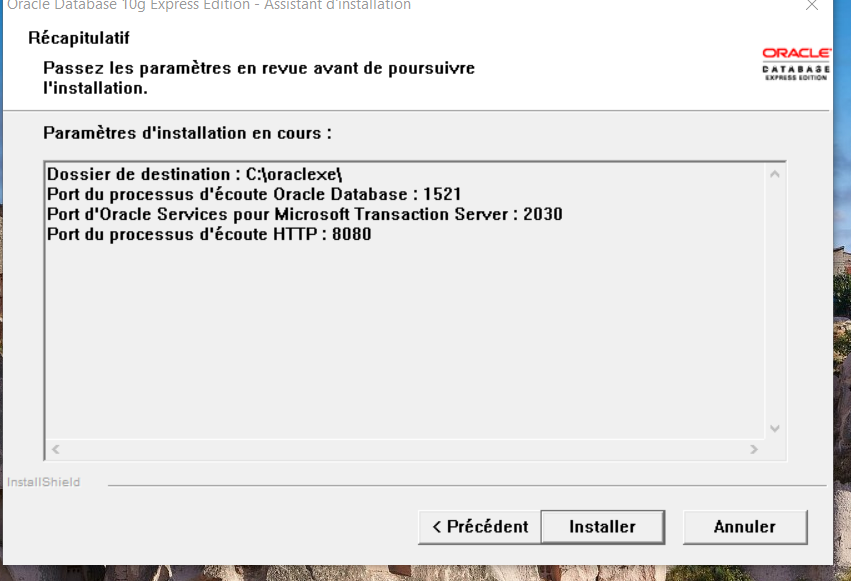 Oracle Database 10g Express Edition - Assistant d'installation
Récapitulatif
Passez les paramètres en revue avant de poursuivre
l'installation.
ORACLE
DATABASE
EXPRESS EDITION
Paramètres d'installation en cours :
Dossier de destination : C:\oraclexe\
Port du processus d'écoute Oracle Database : 1521
Port d'Oracle Services pour Microsoft Transaction Server : 2030
Port du processus d'écoute HTTP : 8080
InstallShield
< Précédent
Installer
Annuler